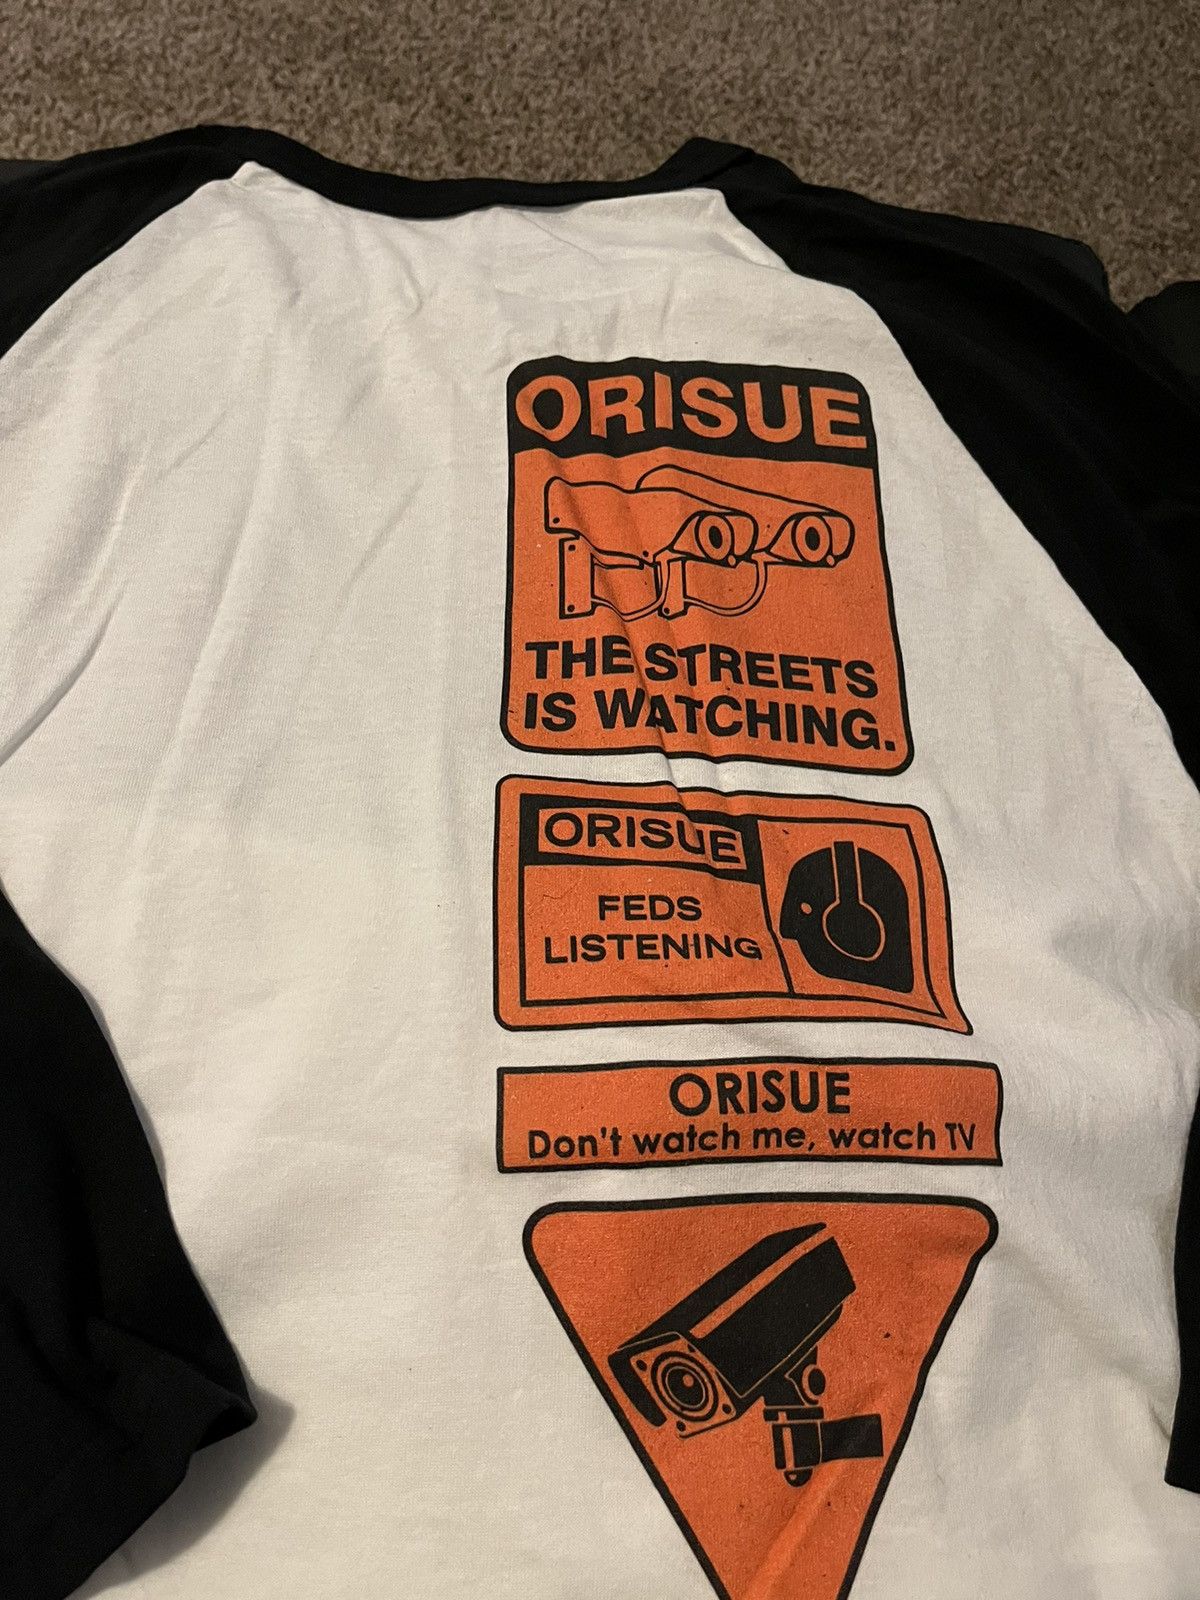 ORISUE
THE STREETS
IS WATCHING.
ORISUE
FEDS
LISTENING
ORISUE
Don't watch me, watch TV